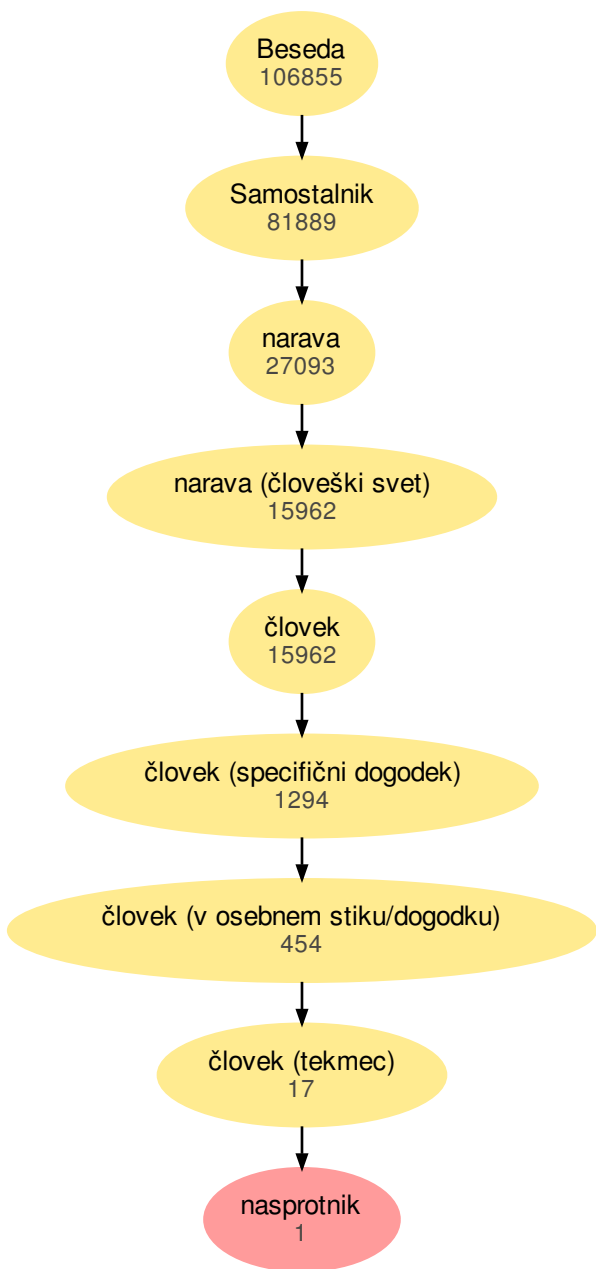 Beseda
106855
Samostalnik
81889
narava
27093
narava (človeški svet)
15962
človek
15962
človek (specifični dogodek)
1294
človek (v osebnem stiku/dogodku)
454
človek (tekmec)
17
nasprotnik
1